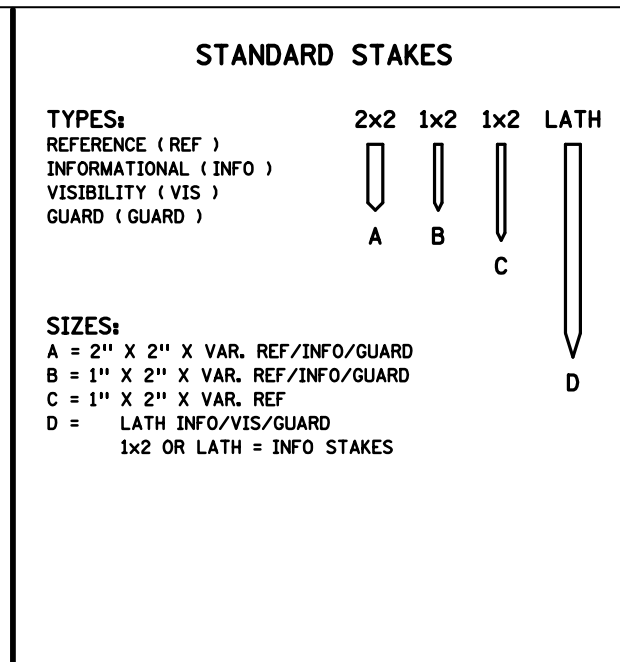 STANDARD STAKES
TYPES:
REFERENCE ( REF )
INFORMATIONAL ( INFO )
VISIBILITY ( VIS )
GUARD ( GUARD )
2x2 1x2 1x2 LATH
A B
C
D
SIZES:
A = 2" X 2" X VAR. REF/INFO/GUARD
B = 1" X 2" X VAR. REF/INFO/GUARD
C = 1" X 2" X VAR. REF
D = LATH INFO/VIS/GUARD
1x2 OR LATH = INFO STAKES